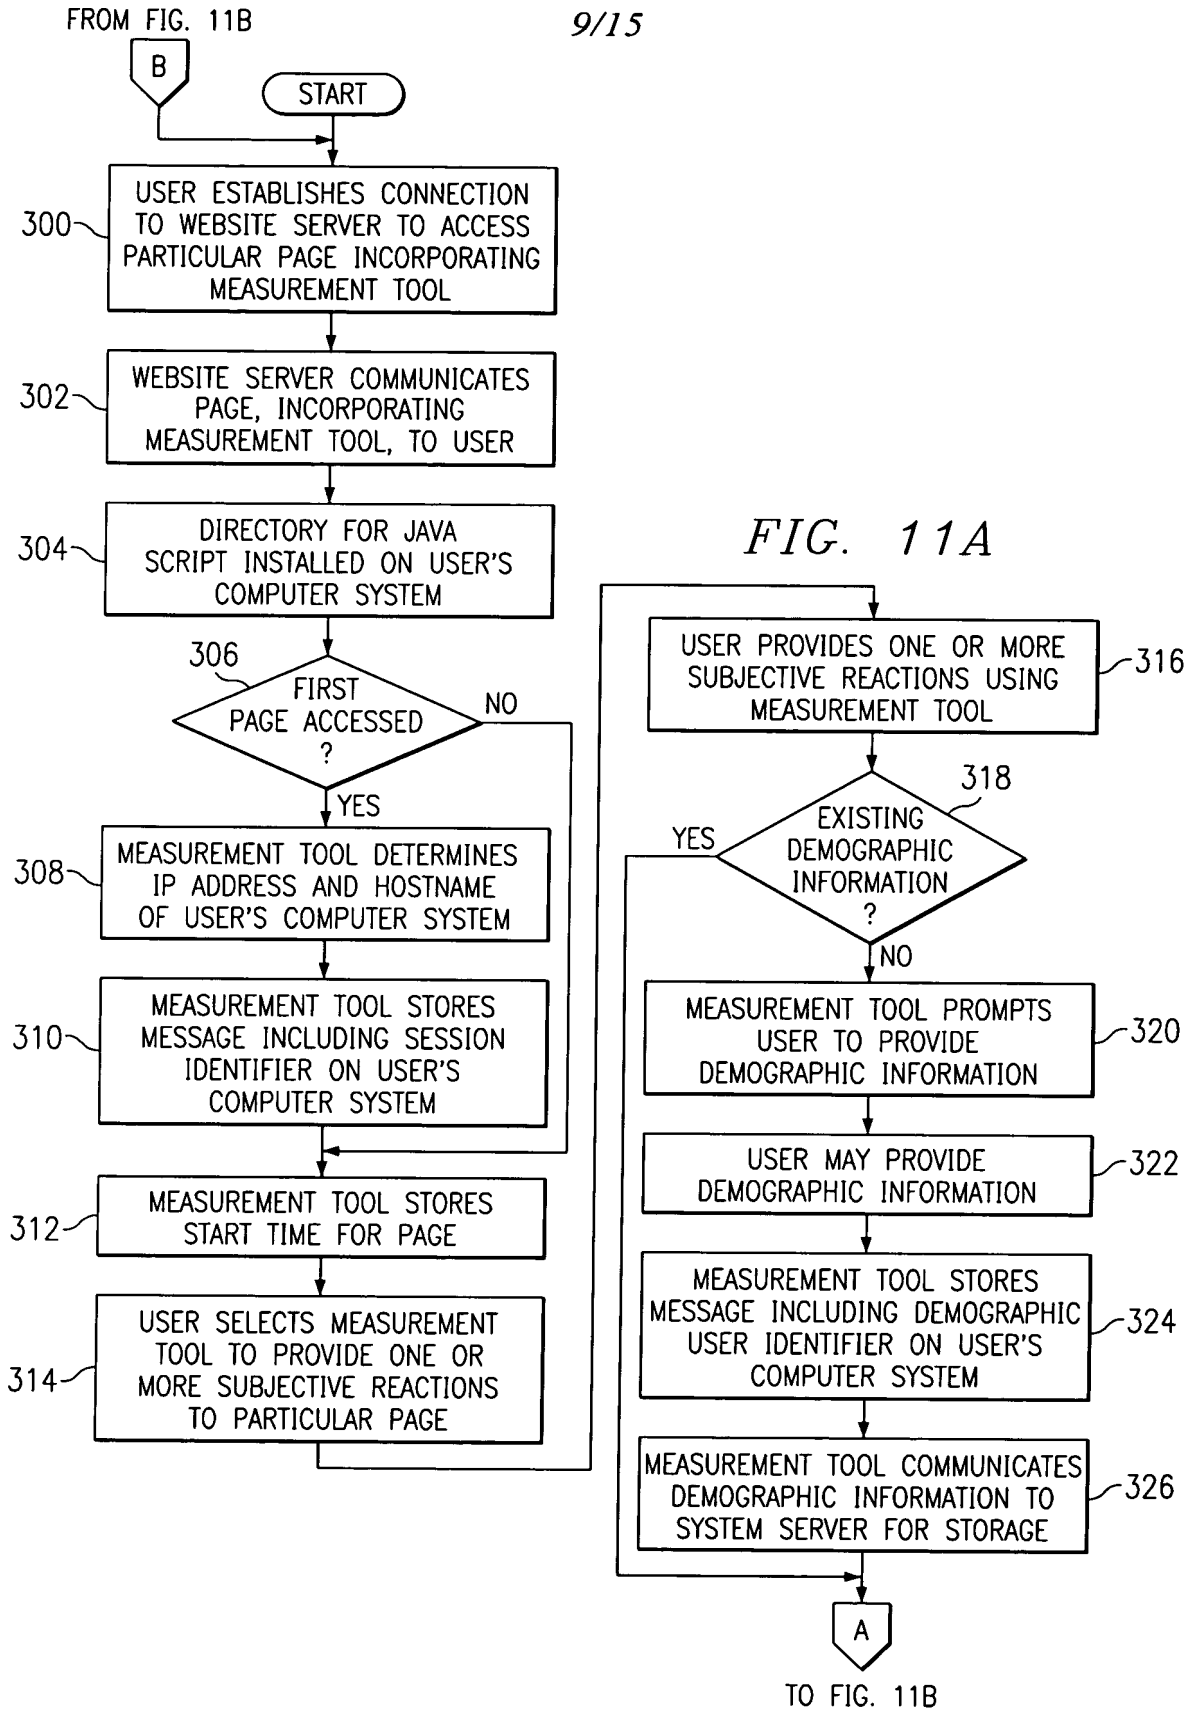 FROM FIG. 11B
9/15
B
START
300
USER ESTABLISHES CONNECTION
TO WEBSITE SERVER TO ACCESS
PARTICULAR PAGE INCORPORATING
MEASUREMENT TOOL
302
WEBSITE SERVER COMMUNICATES
PAGE, INCORPORATING
MEASUREMENT TOOL, TO USER
304
DIRECTORY FOR JAVA
SCRIPT INSTALLED ON USER'S
COMPUTER SYSTEM
306
FIRST
PAGE ACCESSED
?
NO
YES
308
MEASUREMENT TOOL DETERMINES
IP ADDRESS AND HOSTNAME
OF USER'S COMPUTER SYSTEM
310
MEASUREMENT TOOL STORES
MESSAGE INCLUDING SESSION
IDENTIFIER ON USER'S
COMPUTER SYSTEM
312
MEASUREMENT TOOL STORES
START TIME FOR PAGE
314
USER SELECTS MEASUREMENT
TOOL TO PROVIDE ONE OR
MORE SUBJECTIVE REACTIONS
TO PARTICULAR PAGE
FIG. 11A
USER PROVIDES ONE OR MORE
SUBJECTIVE REACTIONS USING
MEASUREMENT TOOL
316
318
EXISTING
DEMOGRAPHIC
INFORMATION
?
YES
NO
MEASUREMENT TOOL PROMPTS
USER TO PROVIDE
DEMOGRAPHIC INFORMATION
320
USER MAY PROVIDE
DEMOGRAPHIC INFORMATION
322
MEASUREMENT TOOL STORES
MESSAGE INCLUDING DEMOGRAPHIC
USER IDENTIFIER ON USER'S
COMPUTER SYSTEM
324
MEASUREMENT TOOL COMMUNICATES
DEMOGRAPHIC INFORMATION TO
SYSTEM SERVER FOR STORAGE
326
A
TO FIG. 11B